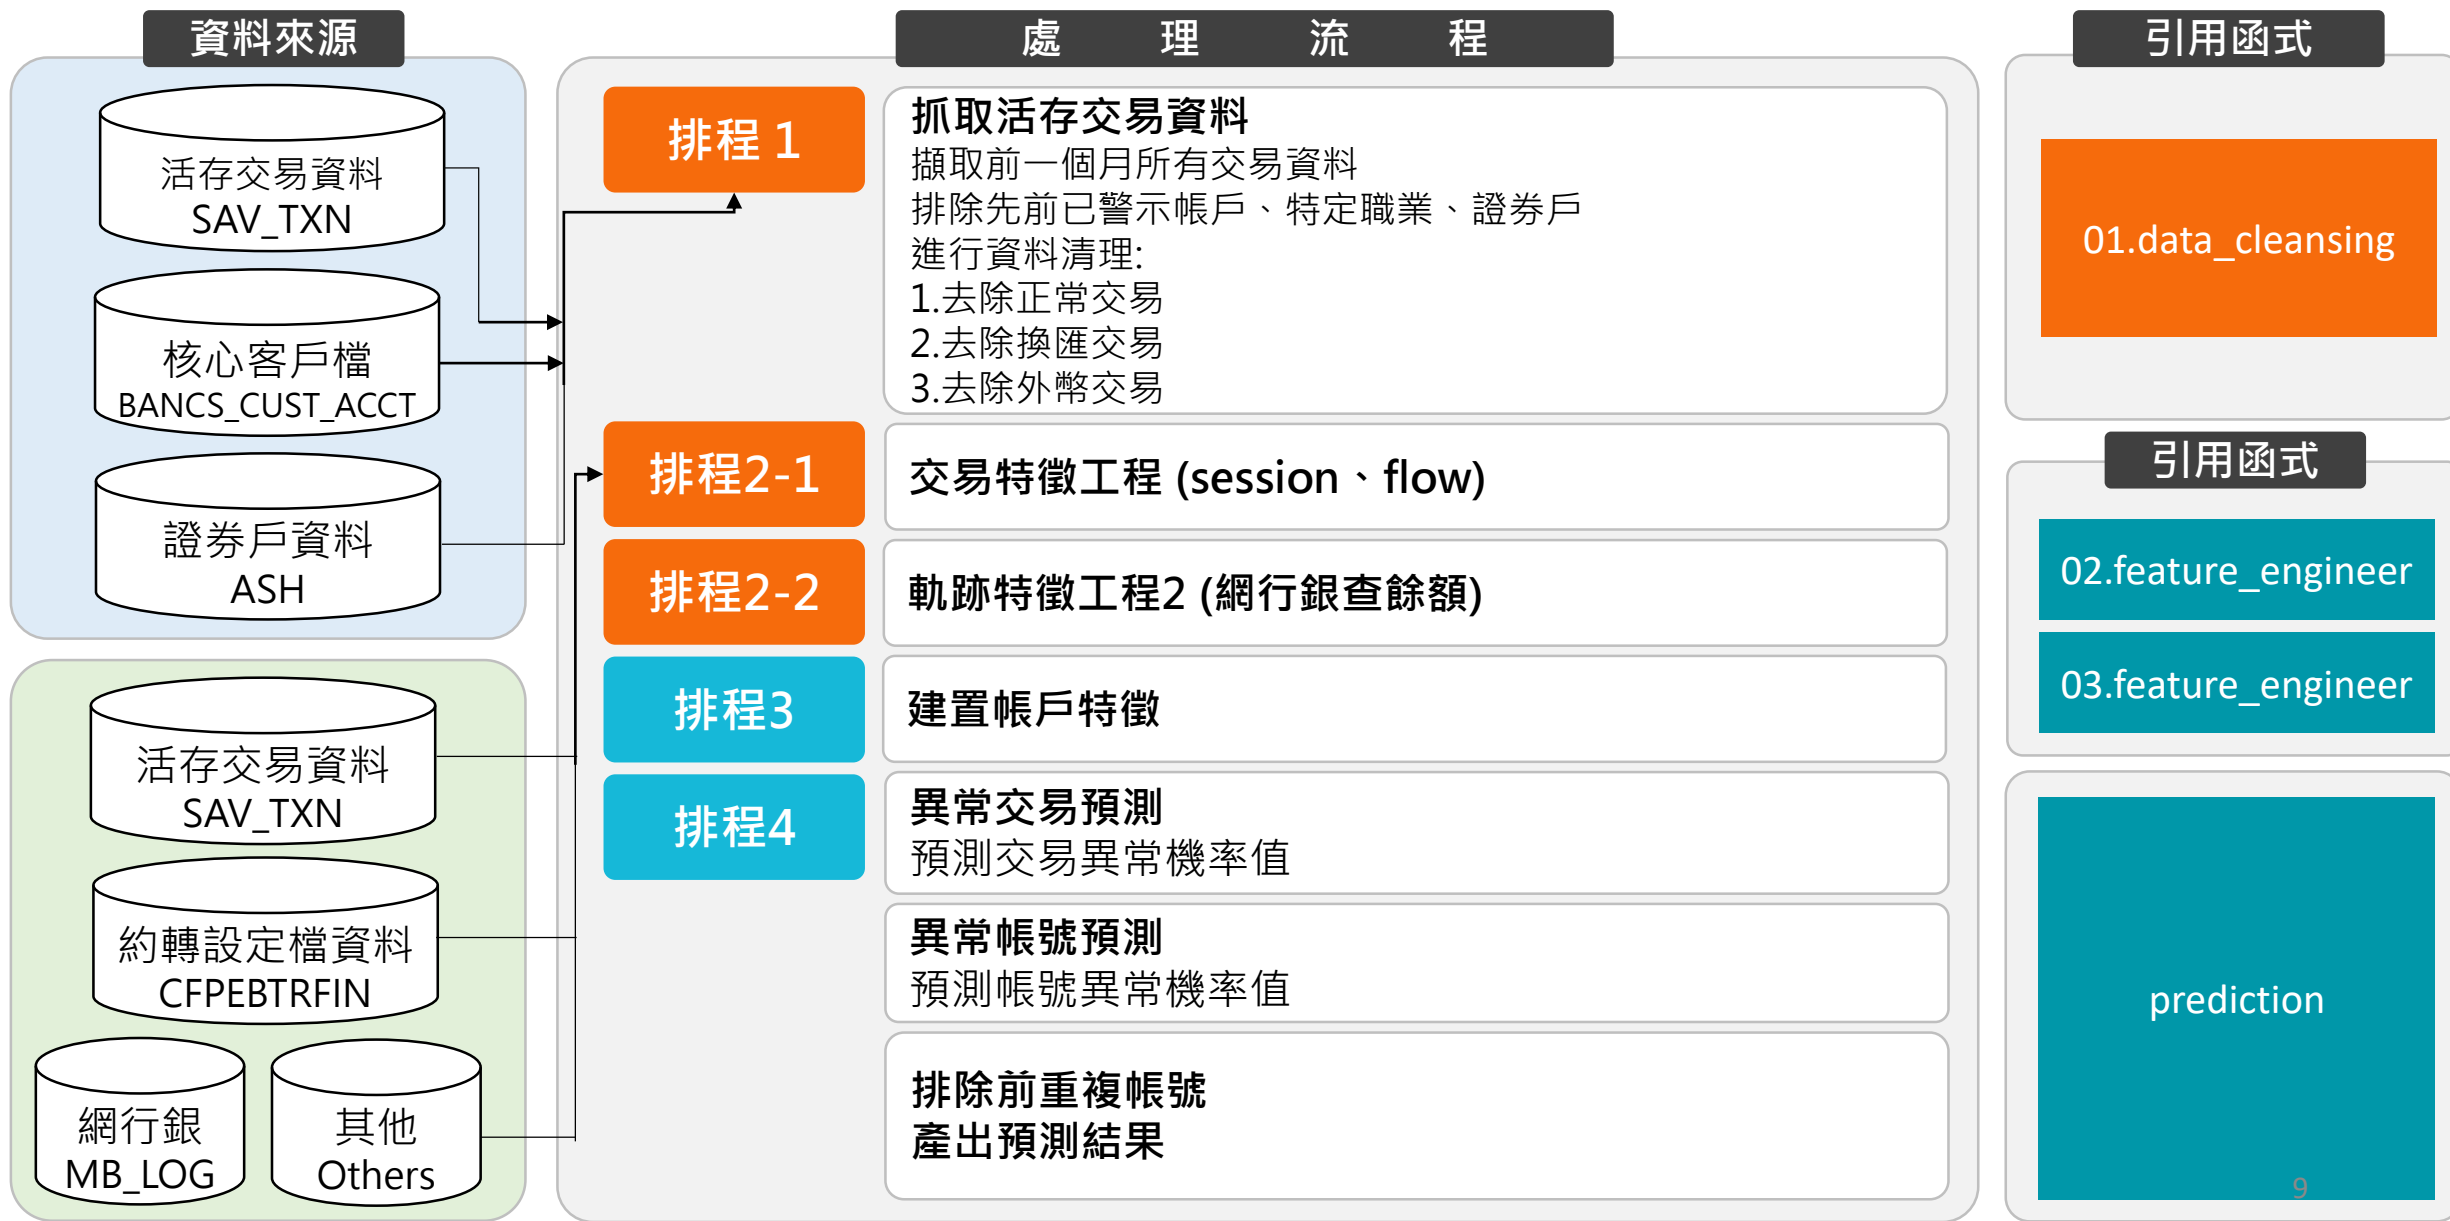 資料來源
活存交易資料
SAV_TXN
核心客戶檔
BANCS_CUST_ACCT
證券戶資料
ASH
活存交易資料
SAV_TXN
約轉設定檔資料
CFPEBTRFIN
網行銀
MB_LOG
其他
Others
處 理 流 程
排程 1
抓取活存交易資料
擷取前一個月所有交易資料
排除先前已警示帳戶、特定職業、證券戶
進行資料清理:
1.去除正常交易
2.去除換匯交易
3.去除外幣交易
排程2-1
交易特徵工程 (session、flow)
排程2-2
軌跡特徵工程2 (網行銀查餘額)
排程3
建置帳戶特徵
排程4
異常交易預測
預測交易異常機率值
異常帳號預測
預測帳號異常機率值
排除前重複帳號
產出預測結果
引用函式
01.data_cleansing
引用函式
02.feature_engineer
03.feature_engineer
prediction
9